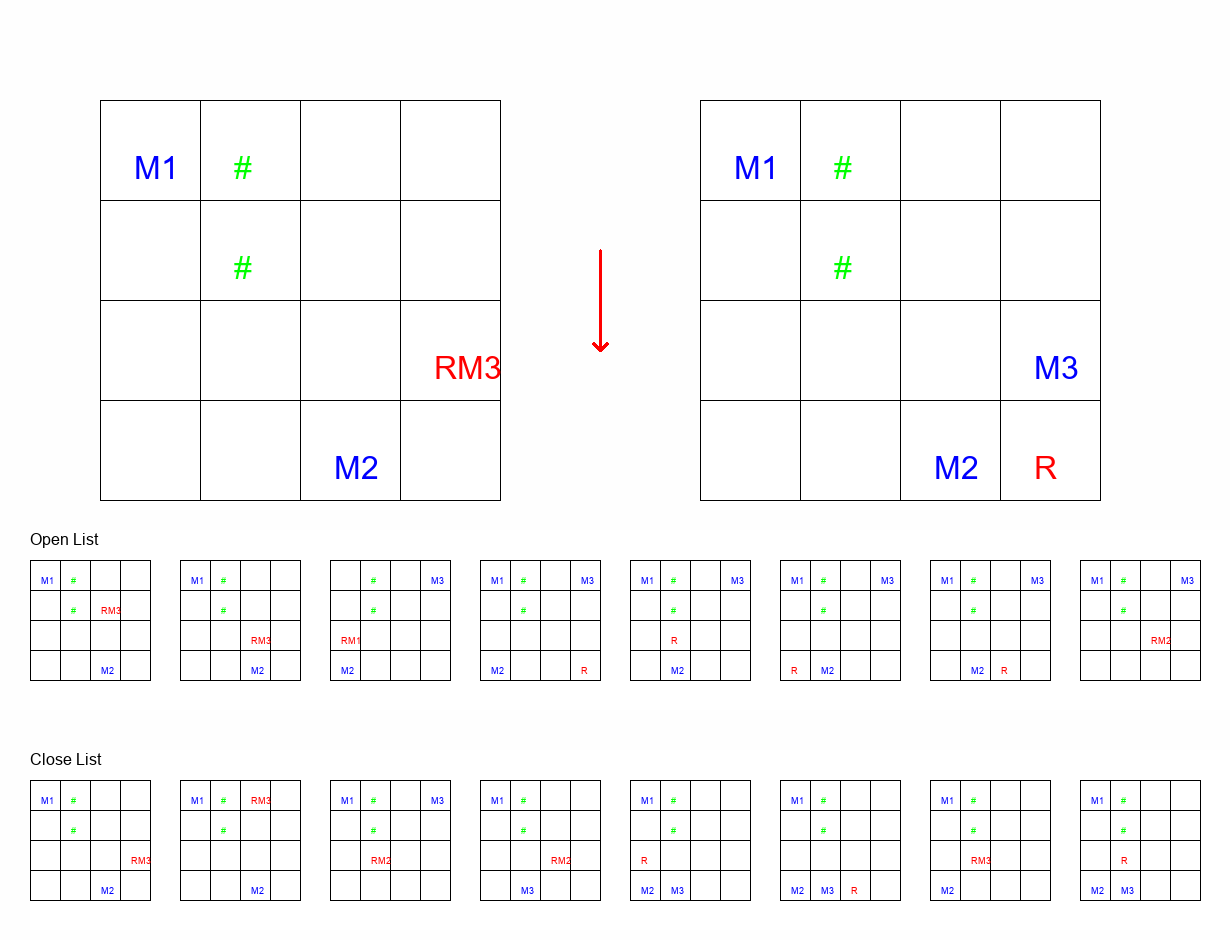 M1 # M1 #
# #
RM3 M3
M2 M2 R
Open List
M1 # M1 # # M3 M1 # M3 M1 # M3 M1 # M3 M1 # M3 M1 # M3
# RM3 # # # # # # #
RM3 RM1 R RM2
M2 M2 M2 M2 R M2 R M2 M2 R
Close List
M1 # M1 # RM3 M1 # M3 M1 # M1 # M1 # M1 # M1 #
# # # # # # # #
RM3 RM2 RM2 R RM3 R
M2 M2 M3 M2 M3 M2 M3 R M2 M2 M3